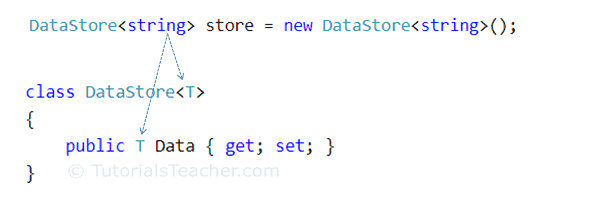 DataStore<string> store = new DataStore<string>();
class DataStore<T>
{
public T Data { get; set; }
© TutorialsTeacher.com
}